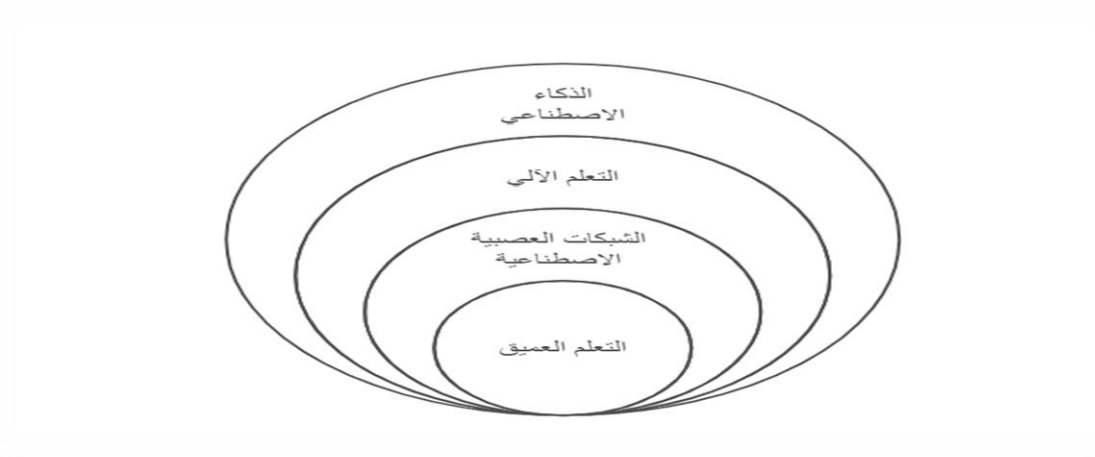 الذكاء
الاصطناعي
التعلم الآلي
الشبكات العصبية
الاصطناعية
التعلم العميق